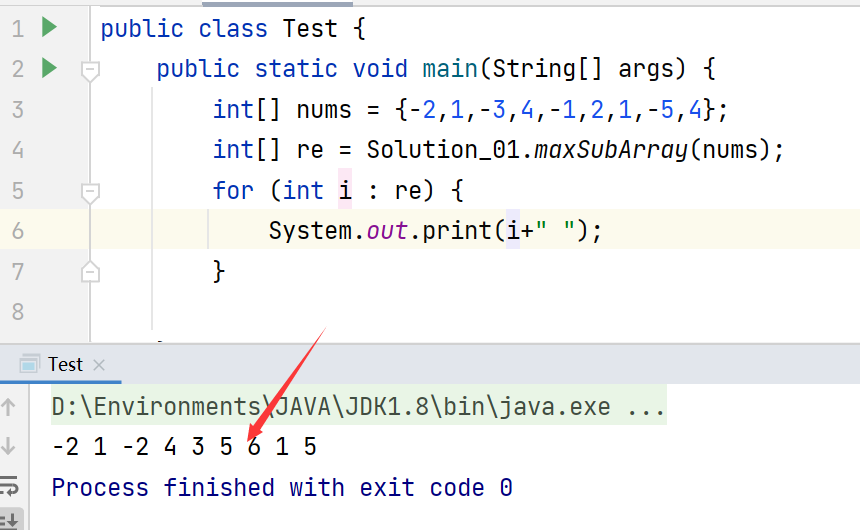 1 public class Test {
2 public static void main(String[] args) {
3 int[] nums = {-2,1,-3,4,-1,2,1,-5,4};
4 int[] re = Solution_01.maxSubArray(nums);
5 for (int i : re) {
6 System.out.print(i+" ");
7 }
8
Test
D:\Environments\JAVA\JDK1.8\bin\java.exe ...
-2 1 -2 4 3 5 6 1 5
Process finished with exit code 0